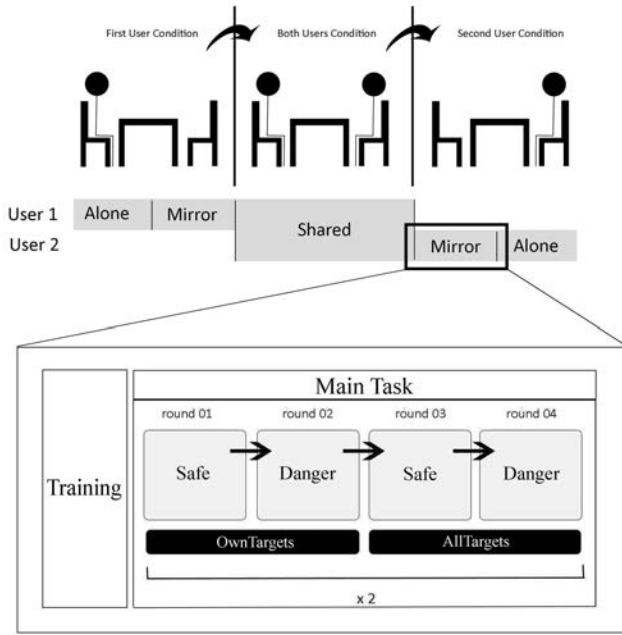 First User Condition Both Users Condition Second User Condition
User 1 Alone Mirror
Shared
User 2 Mirror Alone
Main Task
round 01 round 02 round 03 round 04
Training Safe Danger Safe Danger
OwnTargets AllTargets
x 2